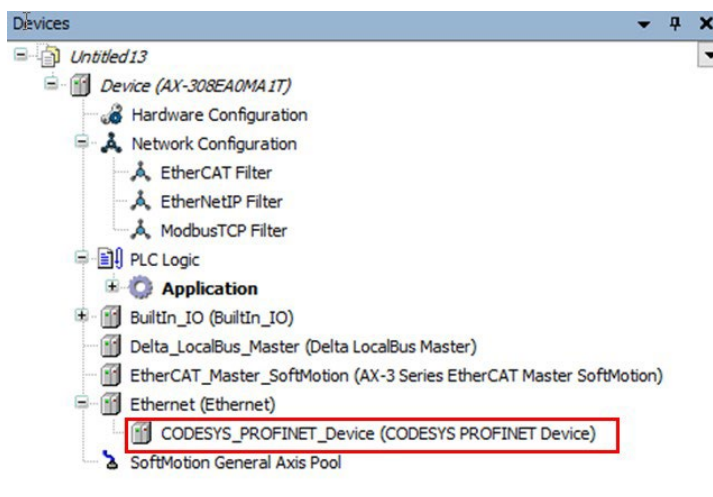 Devices
Untitled13
Device (AX-308EA0MA1T)
Hardware Configuration
Network Configuration
EtherCAT Filter
EtherNetIP Filter
ModbusTCP Filter
PLC Logic
Application
BuiltIn_IO (BuiltIn_IO)
Delta_LocalBus_Master (Delta LocalBus Master)
EtherCAT_Master_SoftMotion (AX-3 Series EtherCAT Master SoftMotion)
Ethernet (Ethernet)
CODESYS_PROFINET_Device (CODESYS PROFINET Device)
SoftMotion General Axis Pool